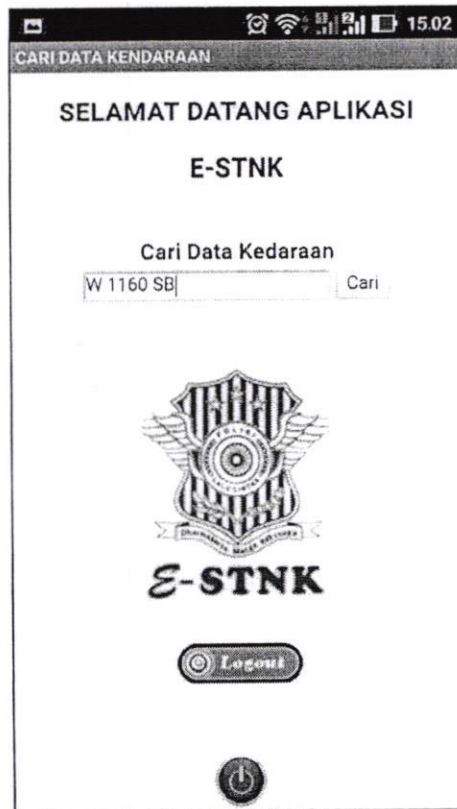 15.02
CARI DATA KENDARAAN
SELAMAT DATANG APLIKASI
E-STNK
Cari Data Kedaraan
W 1160 SB
Cari
E-STNK
Logout